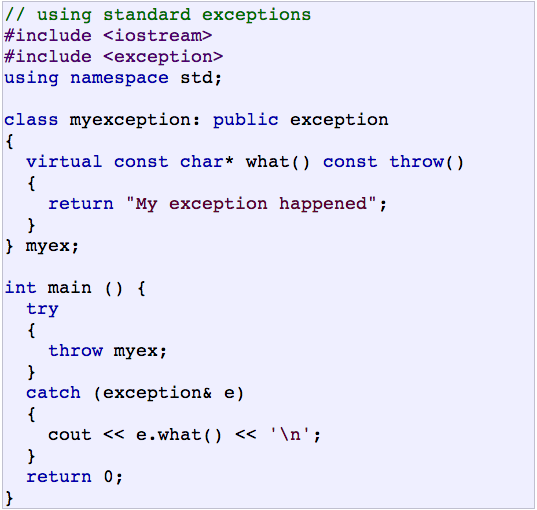 // using standard exceptions
#include <iostream>
#include <exception>
using namespace std;

class myexception: public exception
{
  virtual const char* what() const throw()
  {
    return "My exception happened";
  }
} myex;

int main () {
  try
  {
    throw myex;
  }
  catch (exception& e)
  {
    cout << e.what() << '\n';
  }
  return 0;
}